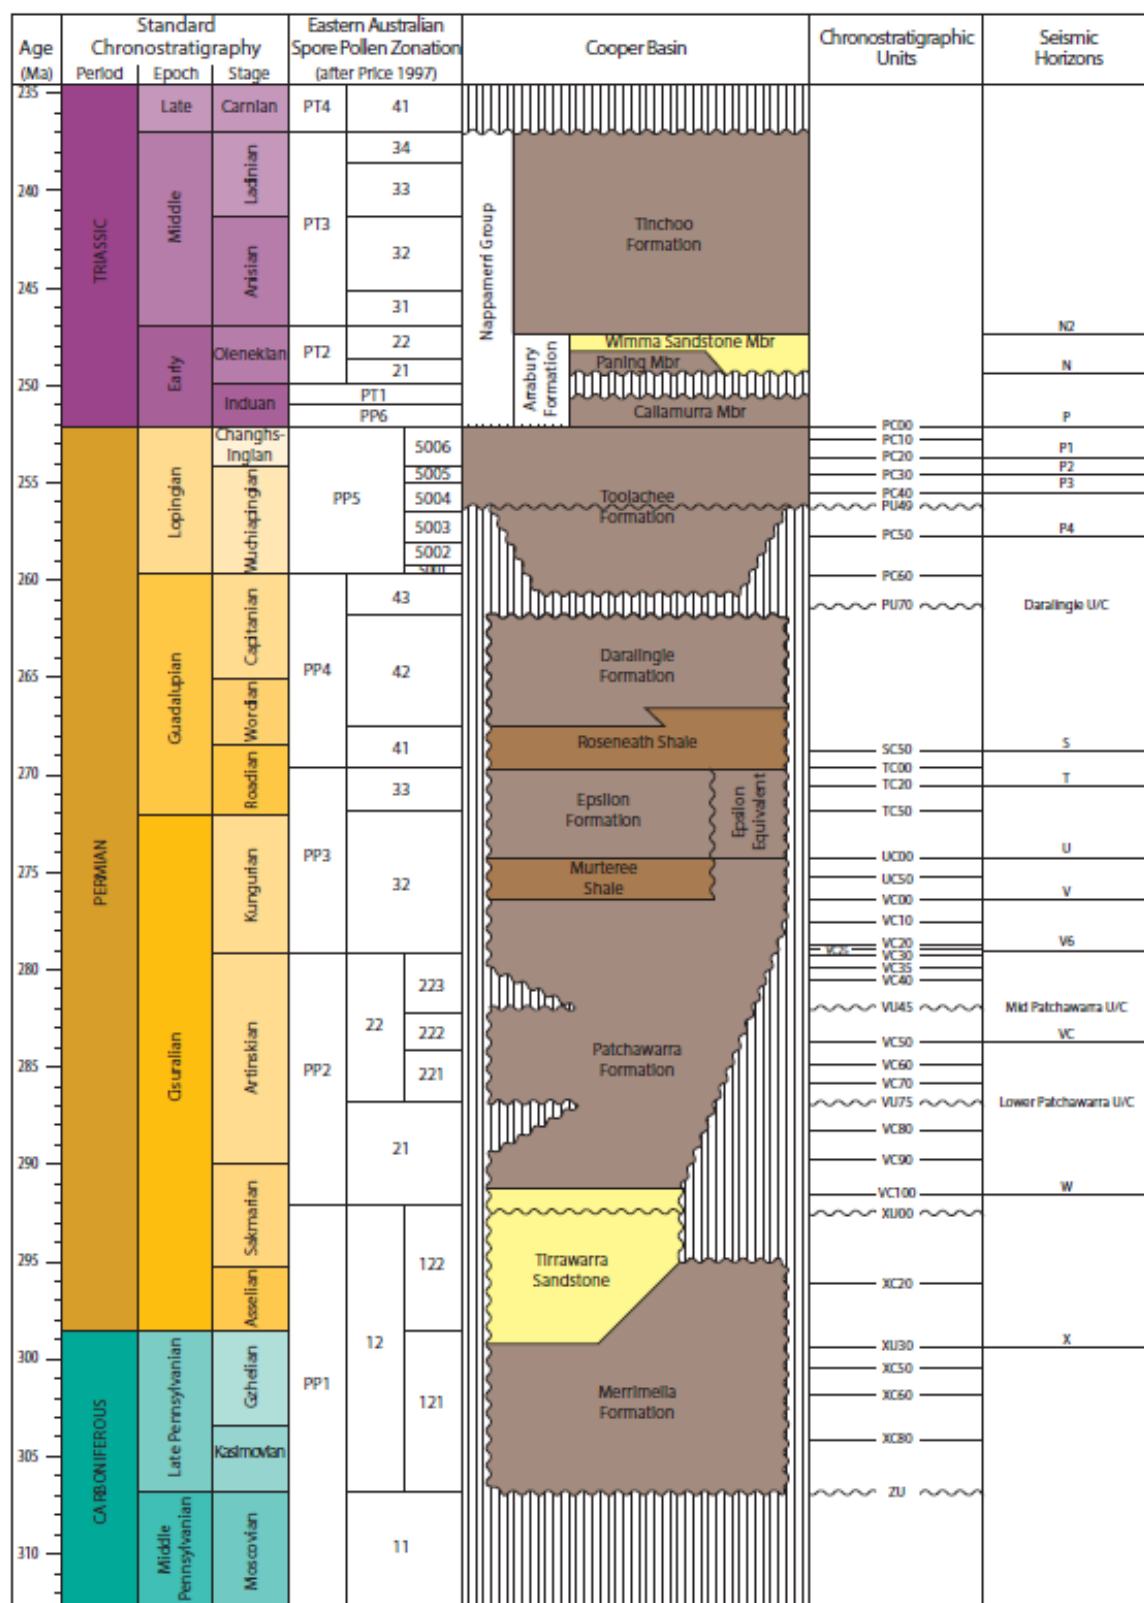 Age
(Ma)
Standard
Chronostratigraphy
Period
Epoch
Stage
Eastern Australian
Spore Pollen Zonation
(after Price 1997)
Cooper Basin
Chronostratigraphic
Units
Seismic
Horizons
235
240
245
250
255
260
265
270
275
280
285
290
295
300
305
310
TRIASSIC
PERMIAN
CARBONIFEROUS
Late
Middle
Early
Lopingian
Guadalupian
Cisuralian
Late Pennsylvanian
Middle
Pennsylvanian
Carnian
Ladinian
Anisian
Olenekian
Induan
Changhs-
ingian
Wuchiapingian
Capitanian
Wordian
Roadian
Kungurian
Artinskian
Sakmarian
Asselian
Gzhelian
Kasimovian
Moscovian
PT4
41
PT3
34
33
32
31
PT2
22
21
PT1
PP6
PP5
5006
5005
5004
5003
5002
5001
PP4
43
42
41
PP3
33
32
PP2
22
223
222
221
21
PP1
12
122
121
11
Nappamerri Group
Tinchoo
Formation
Arrabury
Formation
Wimma Sandstone Mbr
Paning Mbr
Callamurra Mbr
Toolachee
Formation
Daralingie
Formation
Roseneath Shale
Epsilon
Formation
Epsilon
Equivalent
Murteree
Shale
Patchawarra
Formation
Tirrawarra
Sandstone
Merrimelia
Formation
PC00
PC10
PC20
PC30
PC40
PU49
PC50
PC60
PU70
SC50
TC00
TC20
TC50
UC00
UC50
VC00
VC10
VC20
VC25
VC30
VC35
VC40
VU45
VC50
VC60
VC70
VU75
VC80
VC90
VC100
XU00
XC20
XU30
XC50
XC60
XC80
ZU
N2
N
P
P1
P2
P3
P4
Daralingie U/C
S
T
U
V
V6
Mid Patchawarra U/C
VC
Lower Patchawarra U/C
W
X